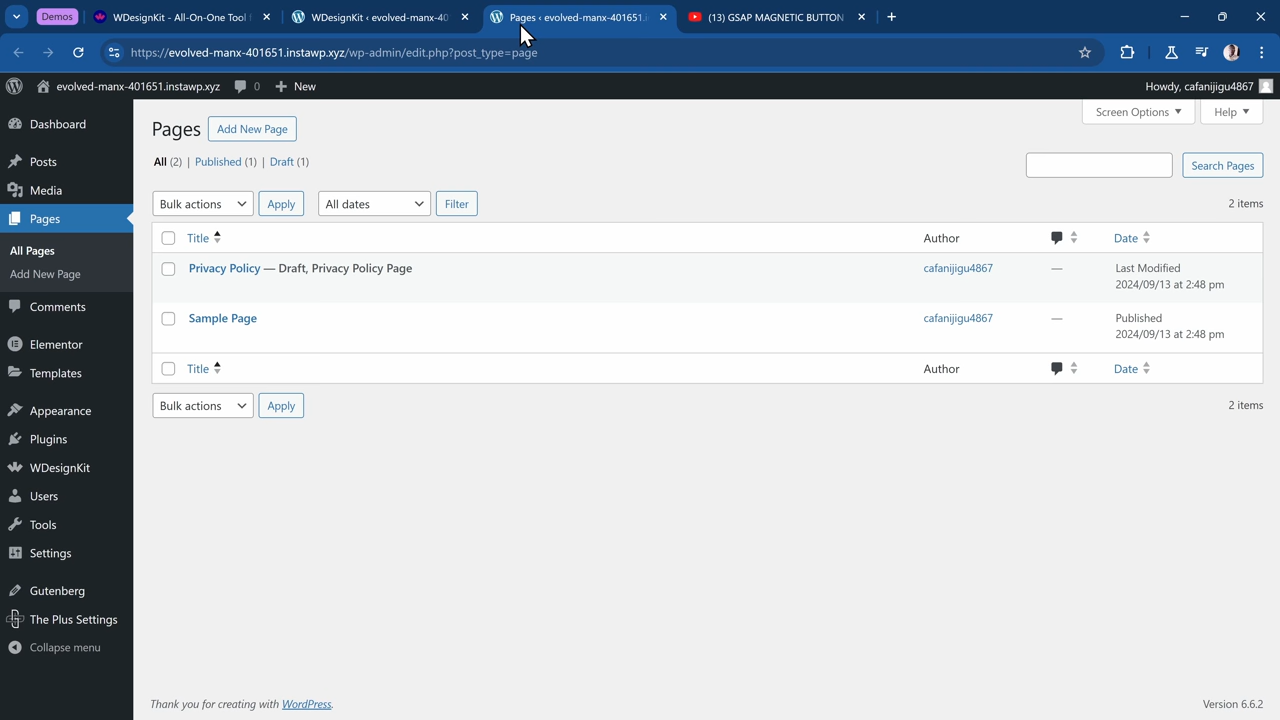 Demos
WDesignKit - All-On-One Tool f
WDesignKit ‹ evolved-manx-40
Pages ‹ evolved-manx-401651.i
(13) GSAP MAGNETIC BUTTON
https://evolved-manx-401651.instawp.xyz/wp-admin/edit.php?post_type=page
evolved-manx-401651.instawp.xyz
0
New
Howdy, cafanijigu4867
Dashboard
Posts
Media
Pages
All Pages
Add New Page
Comments
Elementor
Templates
Appearance
Plugins
WDesignKit
Users
Tools
Settings
Gutenberg
The Plus Settings
Collapse menu
Pages
Add New Page
Screen Options
Help
All (2) | Published (1) | Draft (1)
Search Pages
Bulk actions
Apply
All dates
Filter
2 items
Title
Author
Date
Privacy Policy — Draft, Privacy Policy Page
cafanijigu4867
—
Last Modified
2024/09/13 at 2:48 pm
Sample Page
cafanijigu4867
—
Published
2024/09/13 at 2:48 pm
Title
Author
Date
Bulk actions
Apply
2 items
Thank you for creating with WordPress.
Version 6.6.2